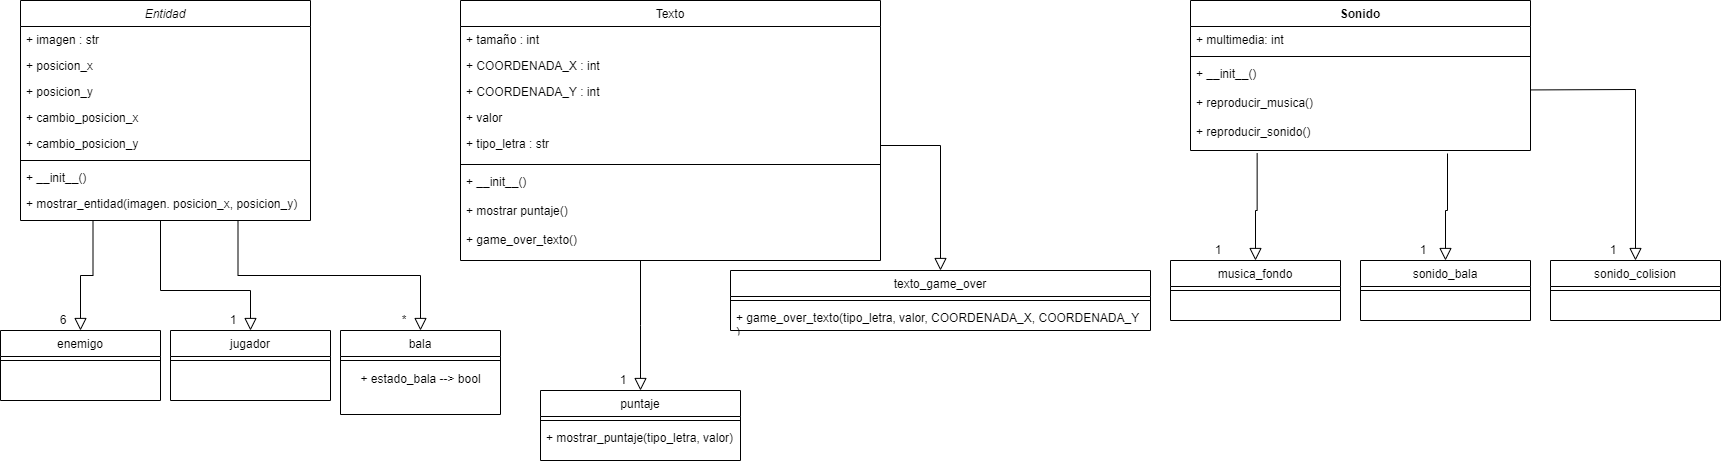 Entidad
+ imagen : str
+ posicion_x
+ posicion_y
+ cambio_posicion_x
+ cambio_posicion_y
+ __init__()
+ mostrar_entidad(imagen. posicion_x, posicion_y)
6
enemigo
1
jugador
*
bala
+ estado_bala --> bool
Texto
+ tamaño : int
+ COORDENADA_X : int
+ COORDENADA_Y : int
+ valor
+ tipo_letra : str
+ __init__()
+ mostrar puntaje()
+ game_over_texto()
1
puntaje
+ mostrar_puntaje(tipo_letra, valor)
texto_game_over
+ game_over_texto(tipo_letra, valor, COORDENADA_X, COORDENADA_Y
)
Sonido
+ multimedia: int
+ __init__()
+ reproducir_musica()
+ reproducir_sonido()
1
musica_fondo
1
sonido_bala
1
sonido_colision